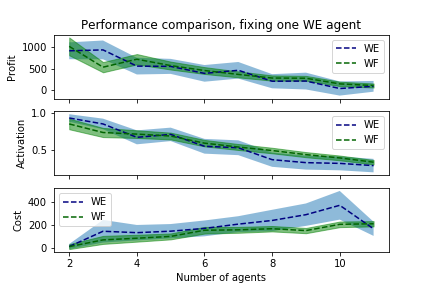 Performance comparison, fixing one WE agent
Profit
1000
500
0
WE
WF
Activation
1.0
0.5
WE
WF
Cost
400
200
0
WE
WF
2 4 6 8 10
Number of agents